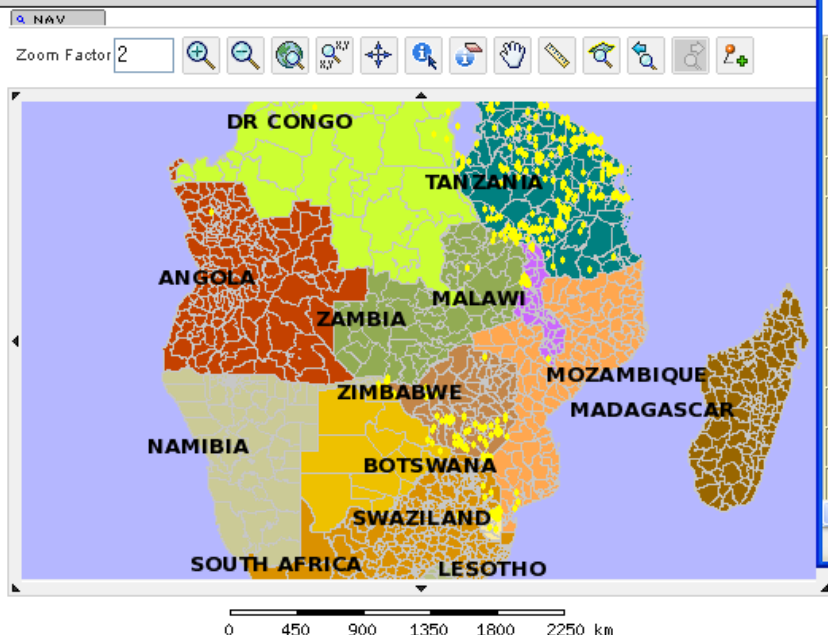 NAV
Zoom Factor 2
X,Y
X,Y
DR CONGO
TANZANIA
ANGOLA
MALAWI
ZAMBIA
MOZAMBIQUE
ZIMBABWE
MADAGASCAR
NAMIBIA
BOTSWANA
SWAZILAND
SOUTH AFRICA
LESOTHO
0 450 900 1350 1800 2250 km